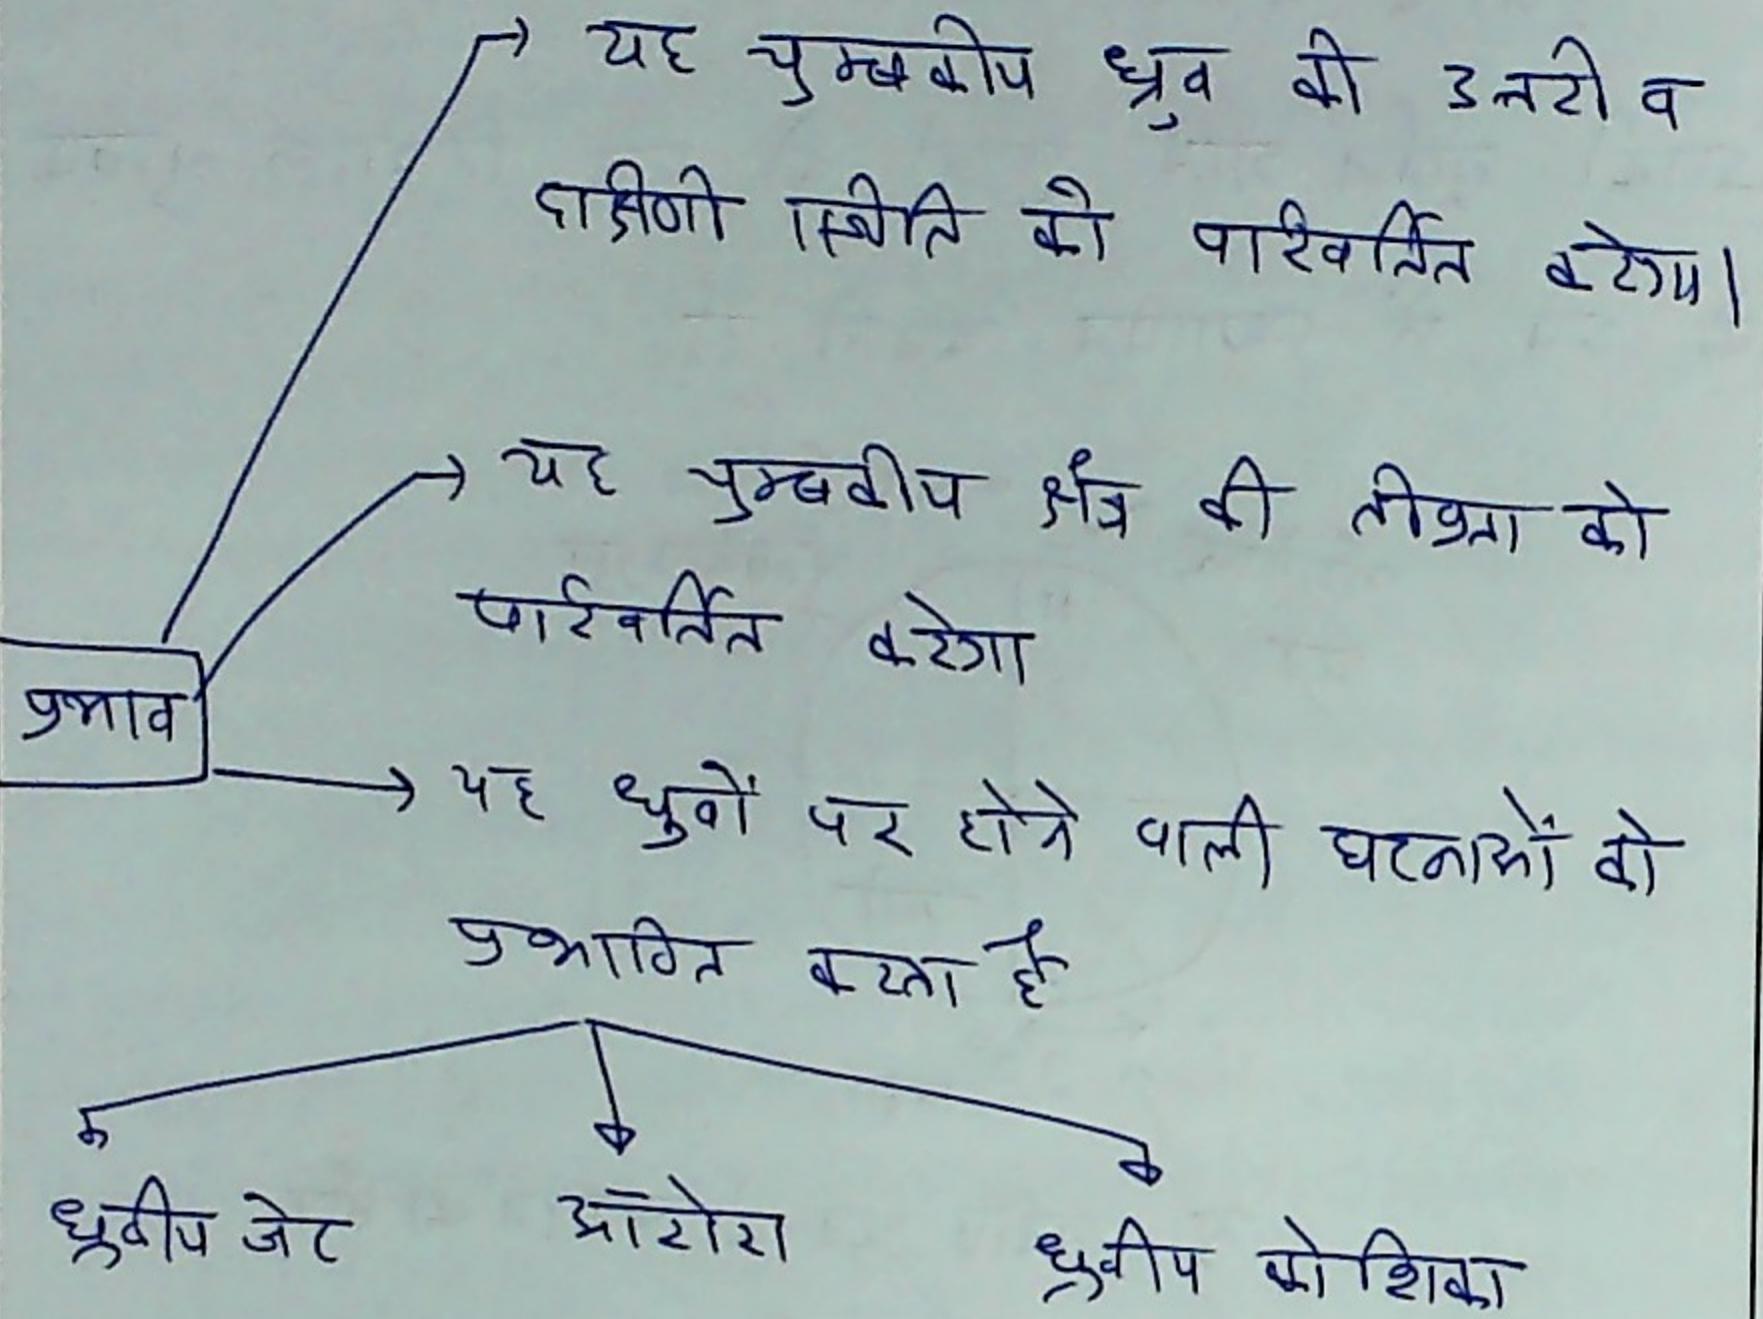 यह चुम्बकीय ध्रुव की उत्तरी व
दक्षिणी स्थिति को परिवर्तित करेगा।
यह चुम्बकीय क्षेत्र की तीव्रता को
परिवर्तित करेगा
प्रभाव
यह ध्रुवों पर होने वाली घटनाओं को
प्रभावित करता है
ध्रुवीय जेट ऑरोरा ध्रुवीय कोशिका